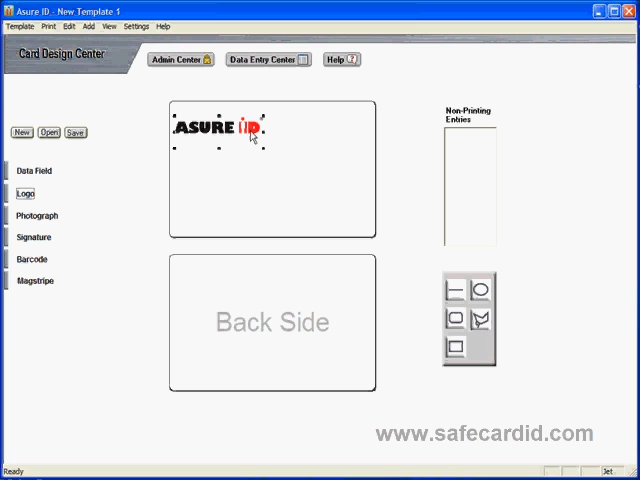 Asure ID - New Template 1
Template Print Edit Add View Settings Help
Card Design Center
Admin Center
Data Entry Center
Help
New Open Save
ASURE iD
Non-Printing
Entries
Data Field
Logo
Photograph
Signature
Barcode
Magstripe
Back Side
www.safecardid.com
Ready
Jet